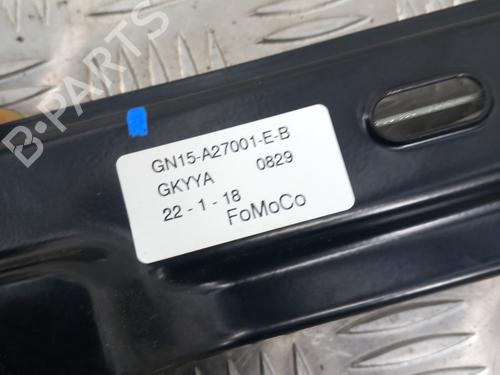 GN15-A27001-E-B
GKYYA 0829
22 - 1 - 18
FoMoCo
B-PARTS